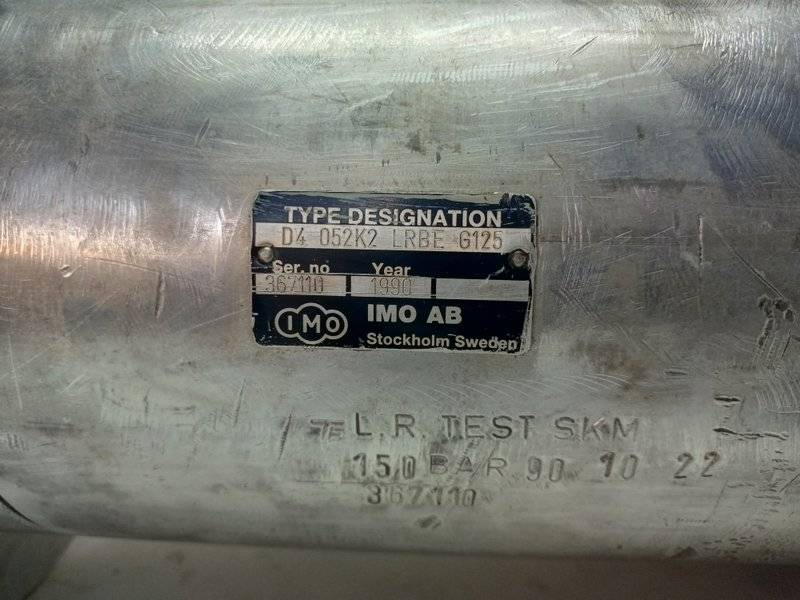 TYPE DESIGNATION
D4 052K2 LRBE G125
Ser. no Year
367110 1990
IMO IMO AB
Stockholm Sweden
L.R. TEST SKM
150 BAR 90 10 22
367110